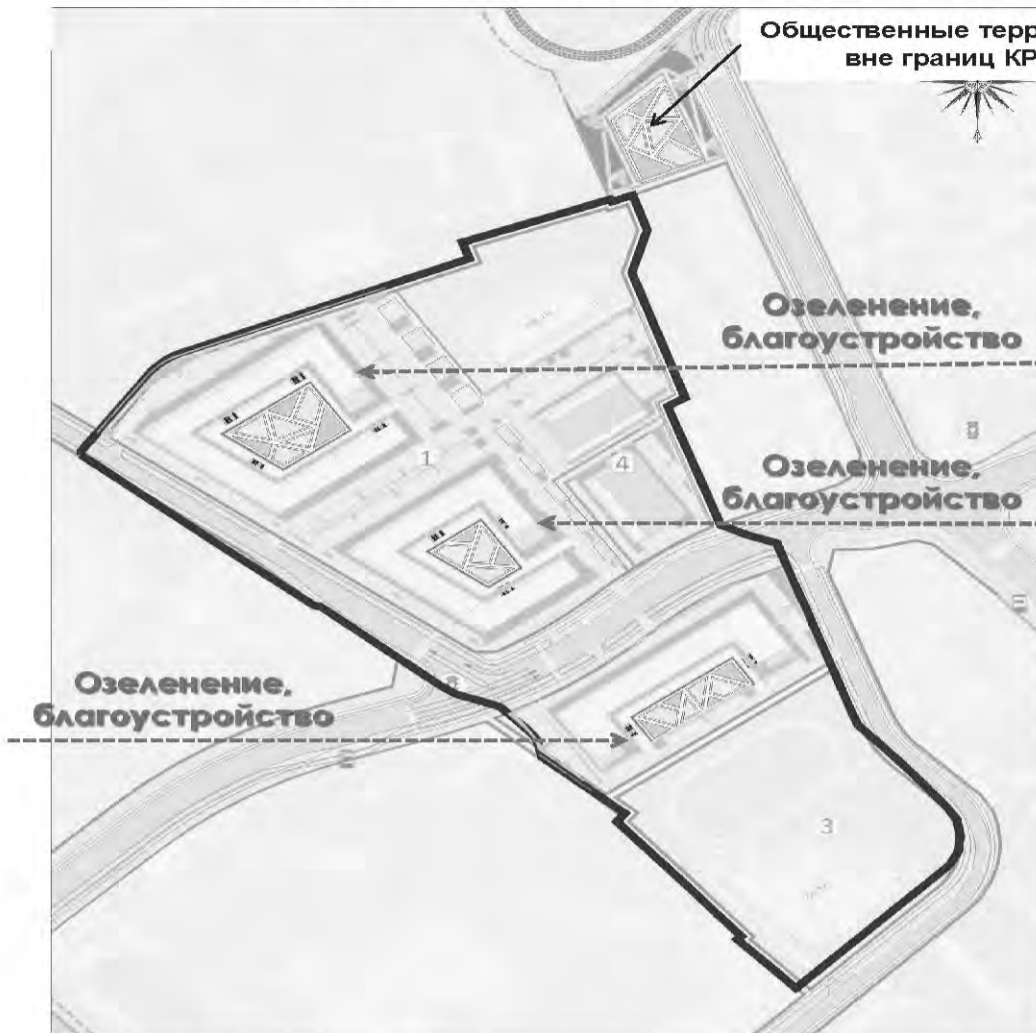 Общественные терр
вне границ КР
Озеленение,
благоустройство
1
4
Озеленение,
благоустройство
Озеленение,
благоустройство
3